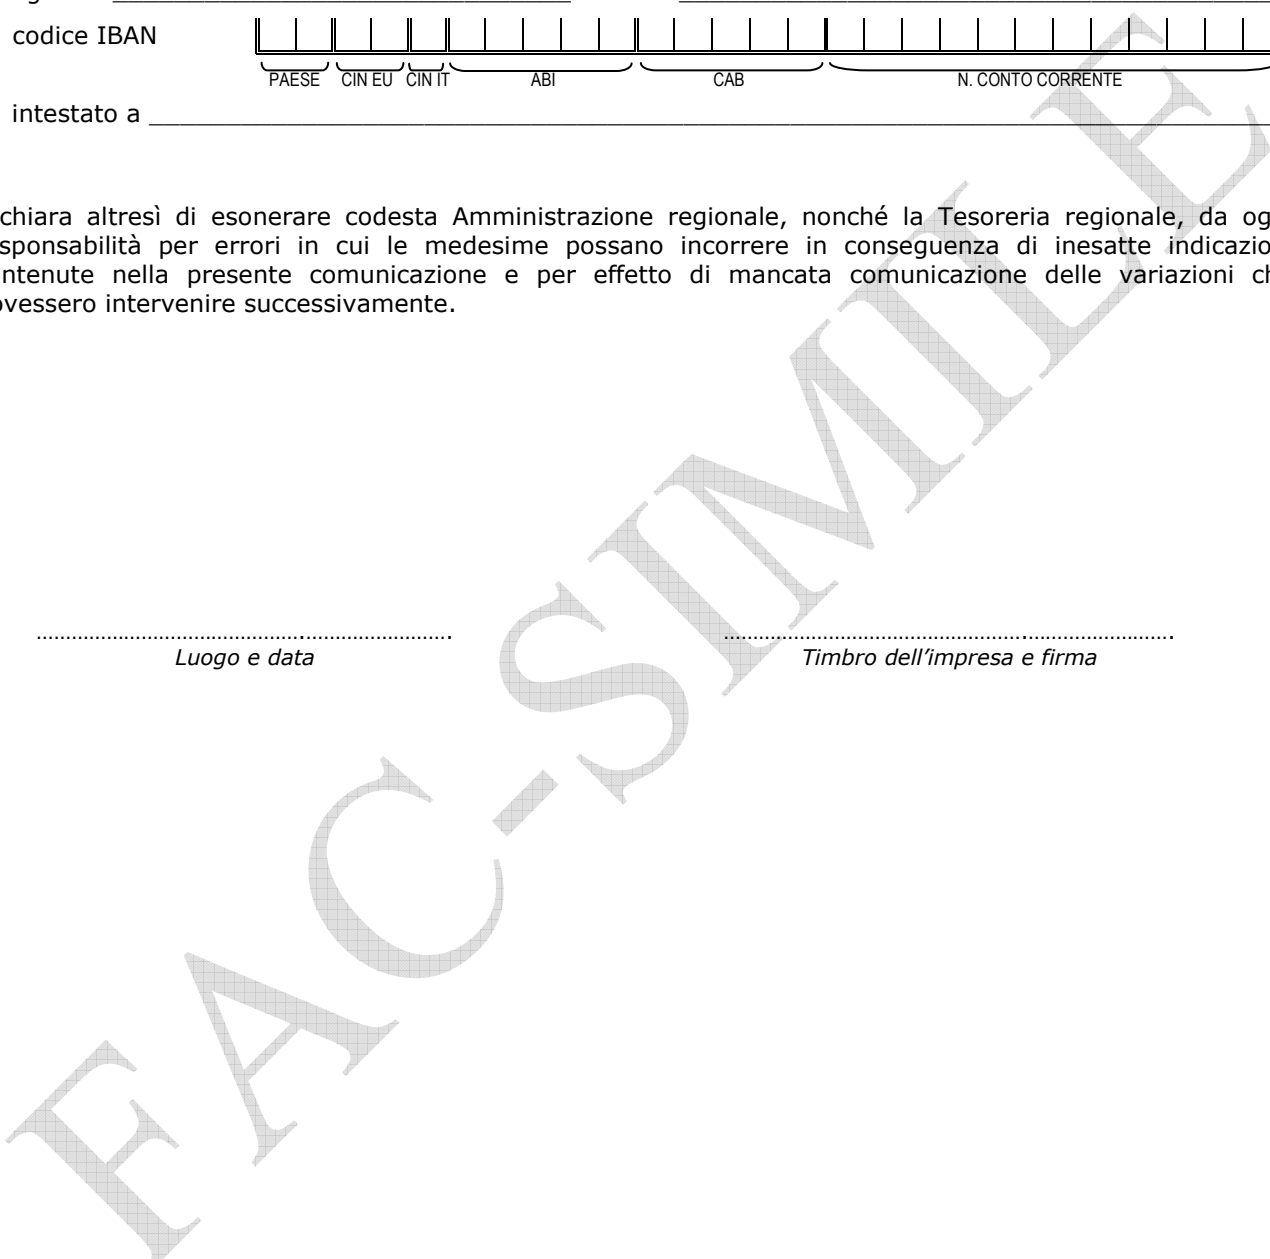 codice IBAN
PAESE CIN EU CIN IT ABI CAB N. CONTO CORRENTE
intestato a ______________________________________________________________________________
chiara altresì di esonerare codesta Amministrazione regionale, nonché la Tesoreria regionale, da og
sponsabilità per errori in cui le medesime possano incorrere in conseguenza di inesatte indicazio
ntenute nella presente comunicazione e per effetto di mancata comunicazione delle variazioni ch
vessero intervenire successivamente.
Luogo e data Timbro dell’impresa e firma
FAC-SIMILE